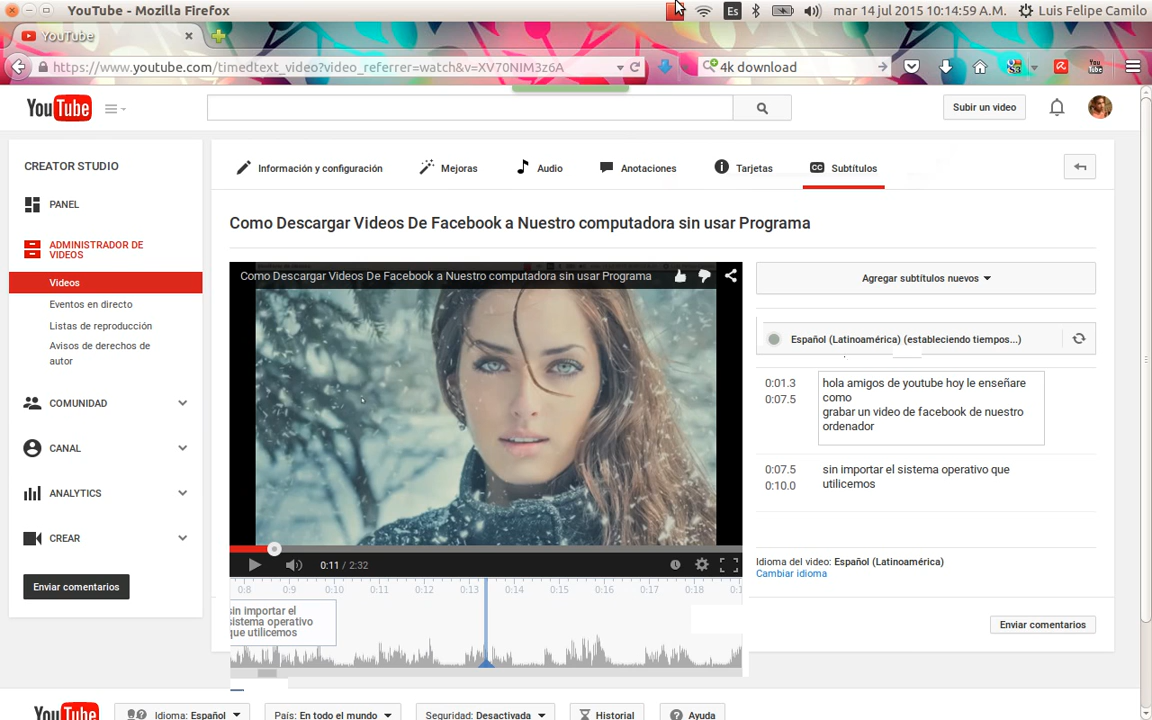 YouTube - Mozilla Firefox
Es
mar 14 jul 2015 10:14:59 A.M.
Luis Felipe Camilo
YouTube
https://www.youtube.com/timedtext_video?video_referrer=watch&v=XV70NIM3z6A
4k download
You Tube
YouTube
Subir un video
CREATOR STUDIO
PANEL
ADMINISTRADOR DE
VIDEOS
Videos
Eventos en directo
Listas de reproducción
Avisos de derechos de
autor
COMUNIDAD
CANAL
ANALYTICS
CREAR
Enviar comentarios
Información y configuración
Mejoras
Audio
Anotaciones
Tarjetas
CC
Subtítulos
Como Descargar Videos De Facebook a Nuestro computadora sin usar Programa
Como Descargar Videos De Facebook a Nuestro computadora sin usar Programa
0:11 / 2:32
0:8 0:9 0:10 0:11 0:12 0:13 0:14 0:15 0:16 0:17 0:18
sin importar el
sistema operativo
que utilicemos
Agregar subtítulos nuevos
Español (Latinoamérica) (estableciendo tiempos...)
0:01.3
0:07.5
hola amigos de youtube hoy le enseñare
como
grabar un video de facebook de nuestro
ordenador
0:07.5
0:10.0
sin importar el sistema operativo que
utilicemos
Idioma del video: Español (Latinoamérica)
Cambiar idioma
Enviar comentarios
YouTube
Idioma: Español
País: En todo el mundo
Seguridad: Desactivada
Historial
Ayuda